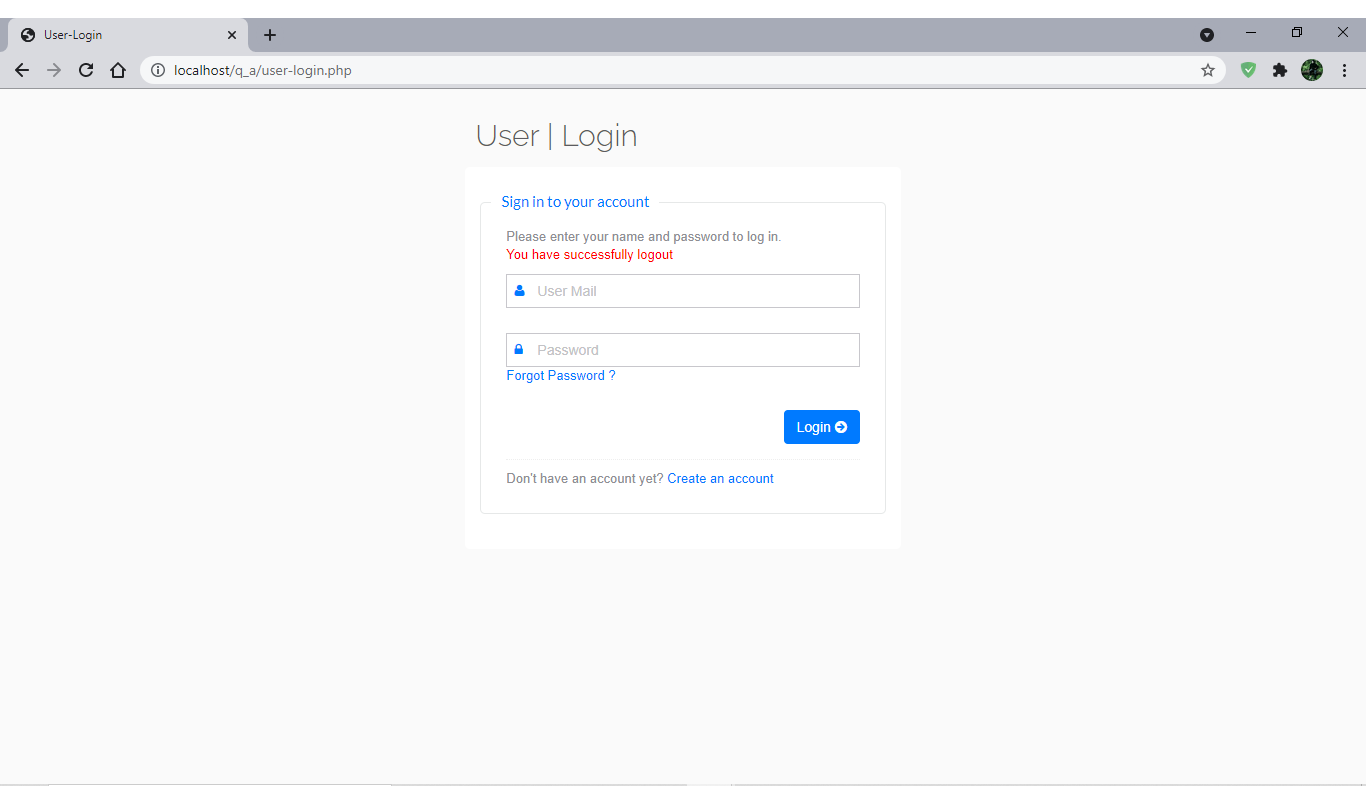 User-Login
localhost/q_a/user-login.php
User | Login
Sign in to your account
Please enter your name and password to log in.
You have successfully logout
User Mail
Password
Forgot Password ?
Login
Don't have an account yet? Create an account